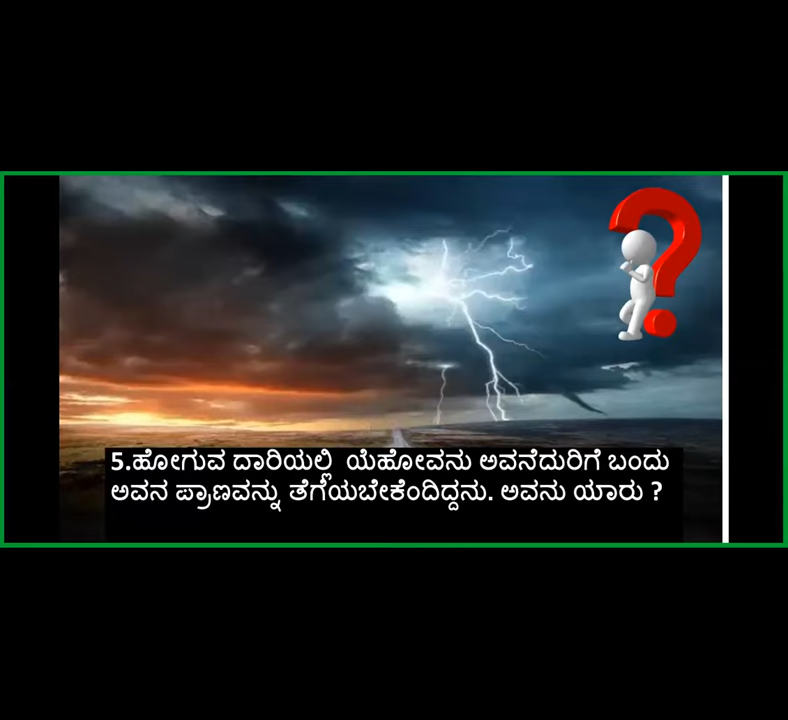 5.ಹೋಗುವ ದಾರಿಯಲ್ಲಿ ಯೆಹೋವನು ಅವನೆದುರಿಗೆ ಬಂದು
ಅವನ ಪ್ರಾಣವನ್ನು ತೆಗೆಯಬೇಕೆಂದಿದ್ದನು. ಅವನು ಯಾರು ?